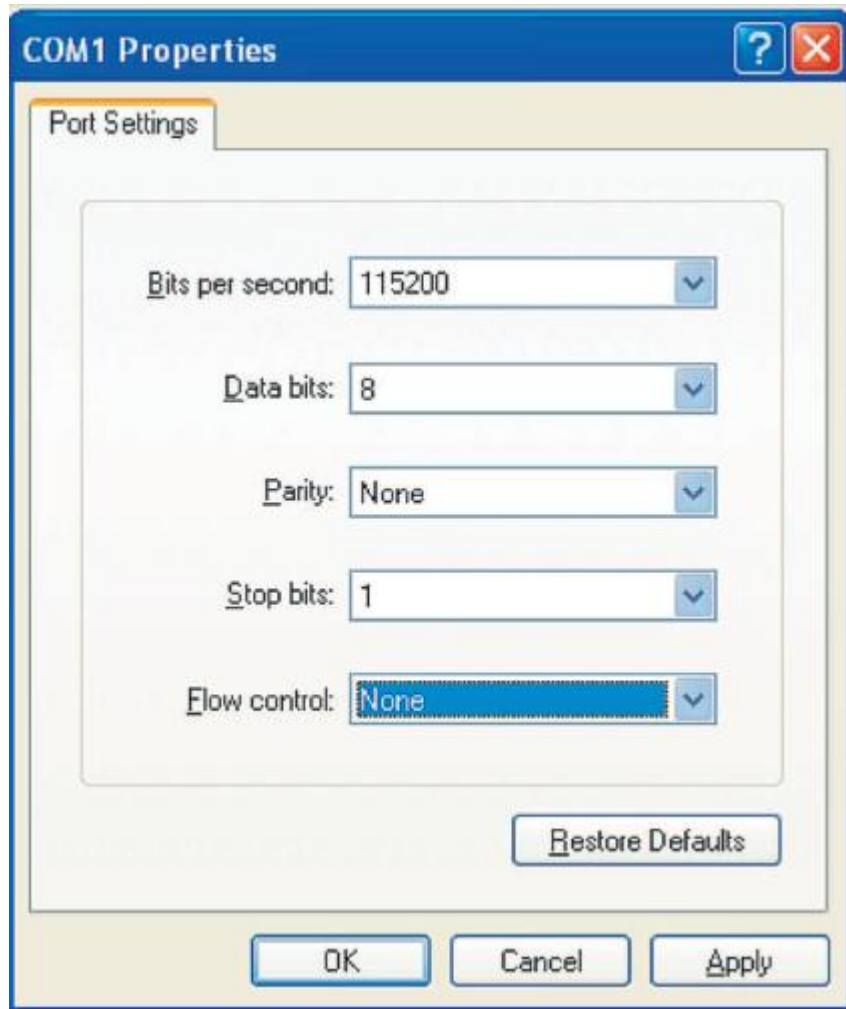 COM1 Properties
Port Settings
Bits per second: 115200
Data bits: 8
Parity: None
Stop bits: 1
Flow control: None
Restore Defaults
OK Cancel Apply